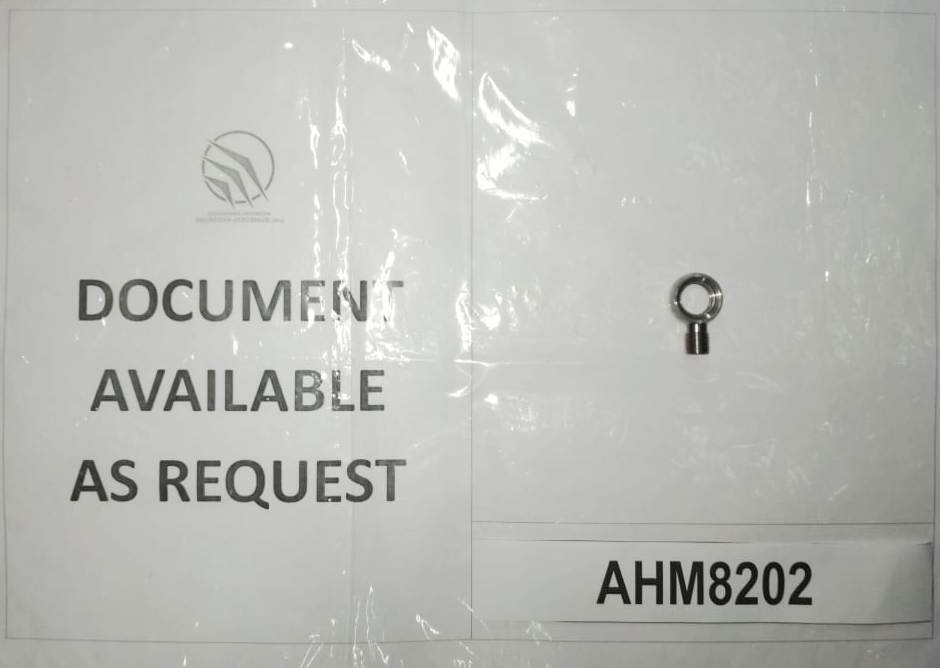 DOCUMENT
AVAILABLE
AS REQUEST
AHM8202